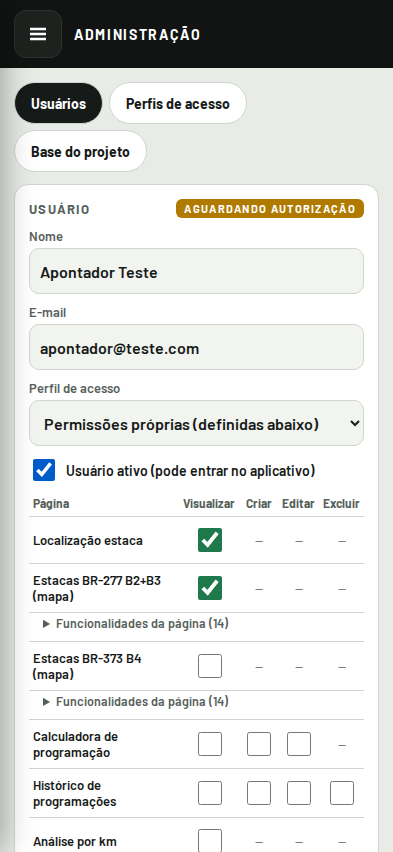 ADMINISTRAÇÃO
Usuários
Perfis de acesso
Base do projeto
USUÁRIO
AGUARDANDO AUTORIZAÇÃO
Nome
Apontador Teste
E-mail
apontador@teste.com
Perfil de acesso
Permissões próprias (definidas abaixo)
Usuário ativo (pode entrar no aplicativo)
Página Visualizar Criar Editar Excluir
Localização estaca – – –
Estacas BR-277 B2+B3
(mapa) – – –
Funcionalidades da página (14)
Estacas BR-373 B4
(mapa) – – –
Funcionalidades da página (14)
Calculadora de
programação –
Histórico de
programações
Análise por km – – –